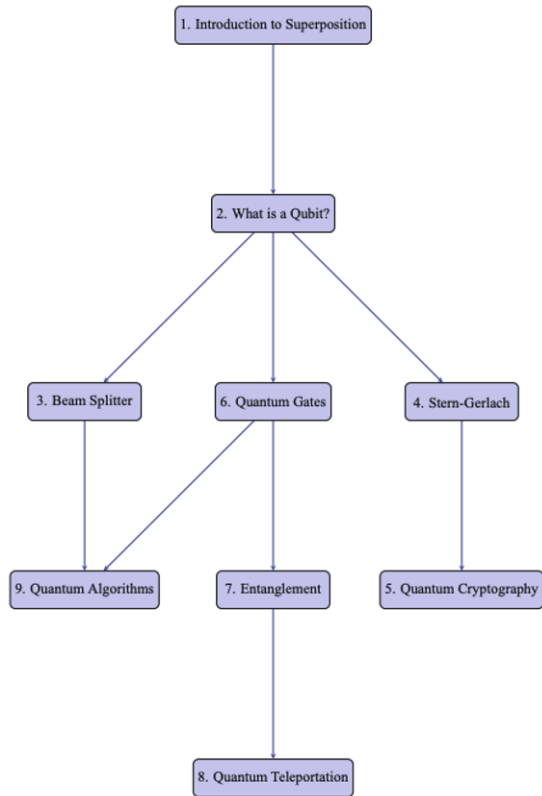 1. Introduction to Superposition
2. What is a Qubit?
3. Beam Splitter
6. Quantum Gates
4. Stern-Gerlach
9. Quantum Algorithms
7. Entanglement
5. Quantum Cryptography
8. Quantum Teleportation